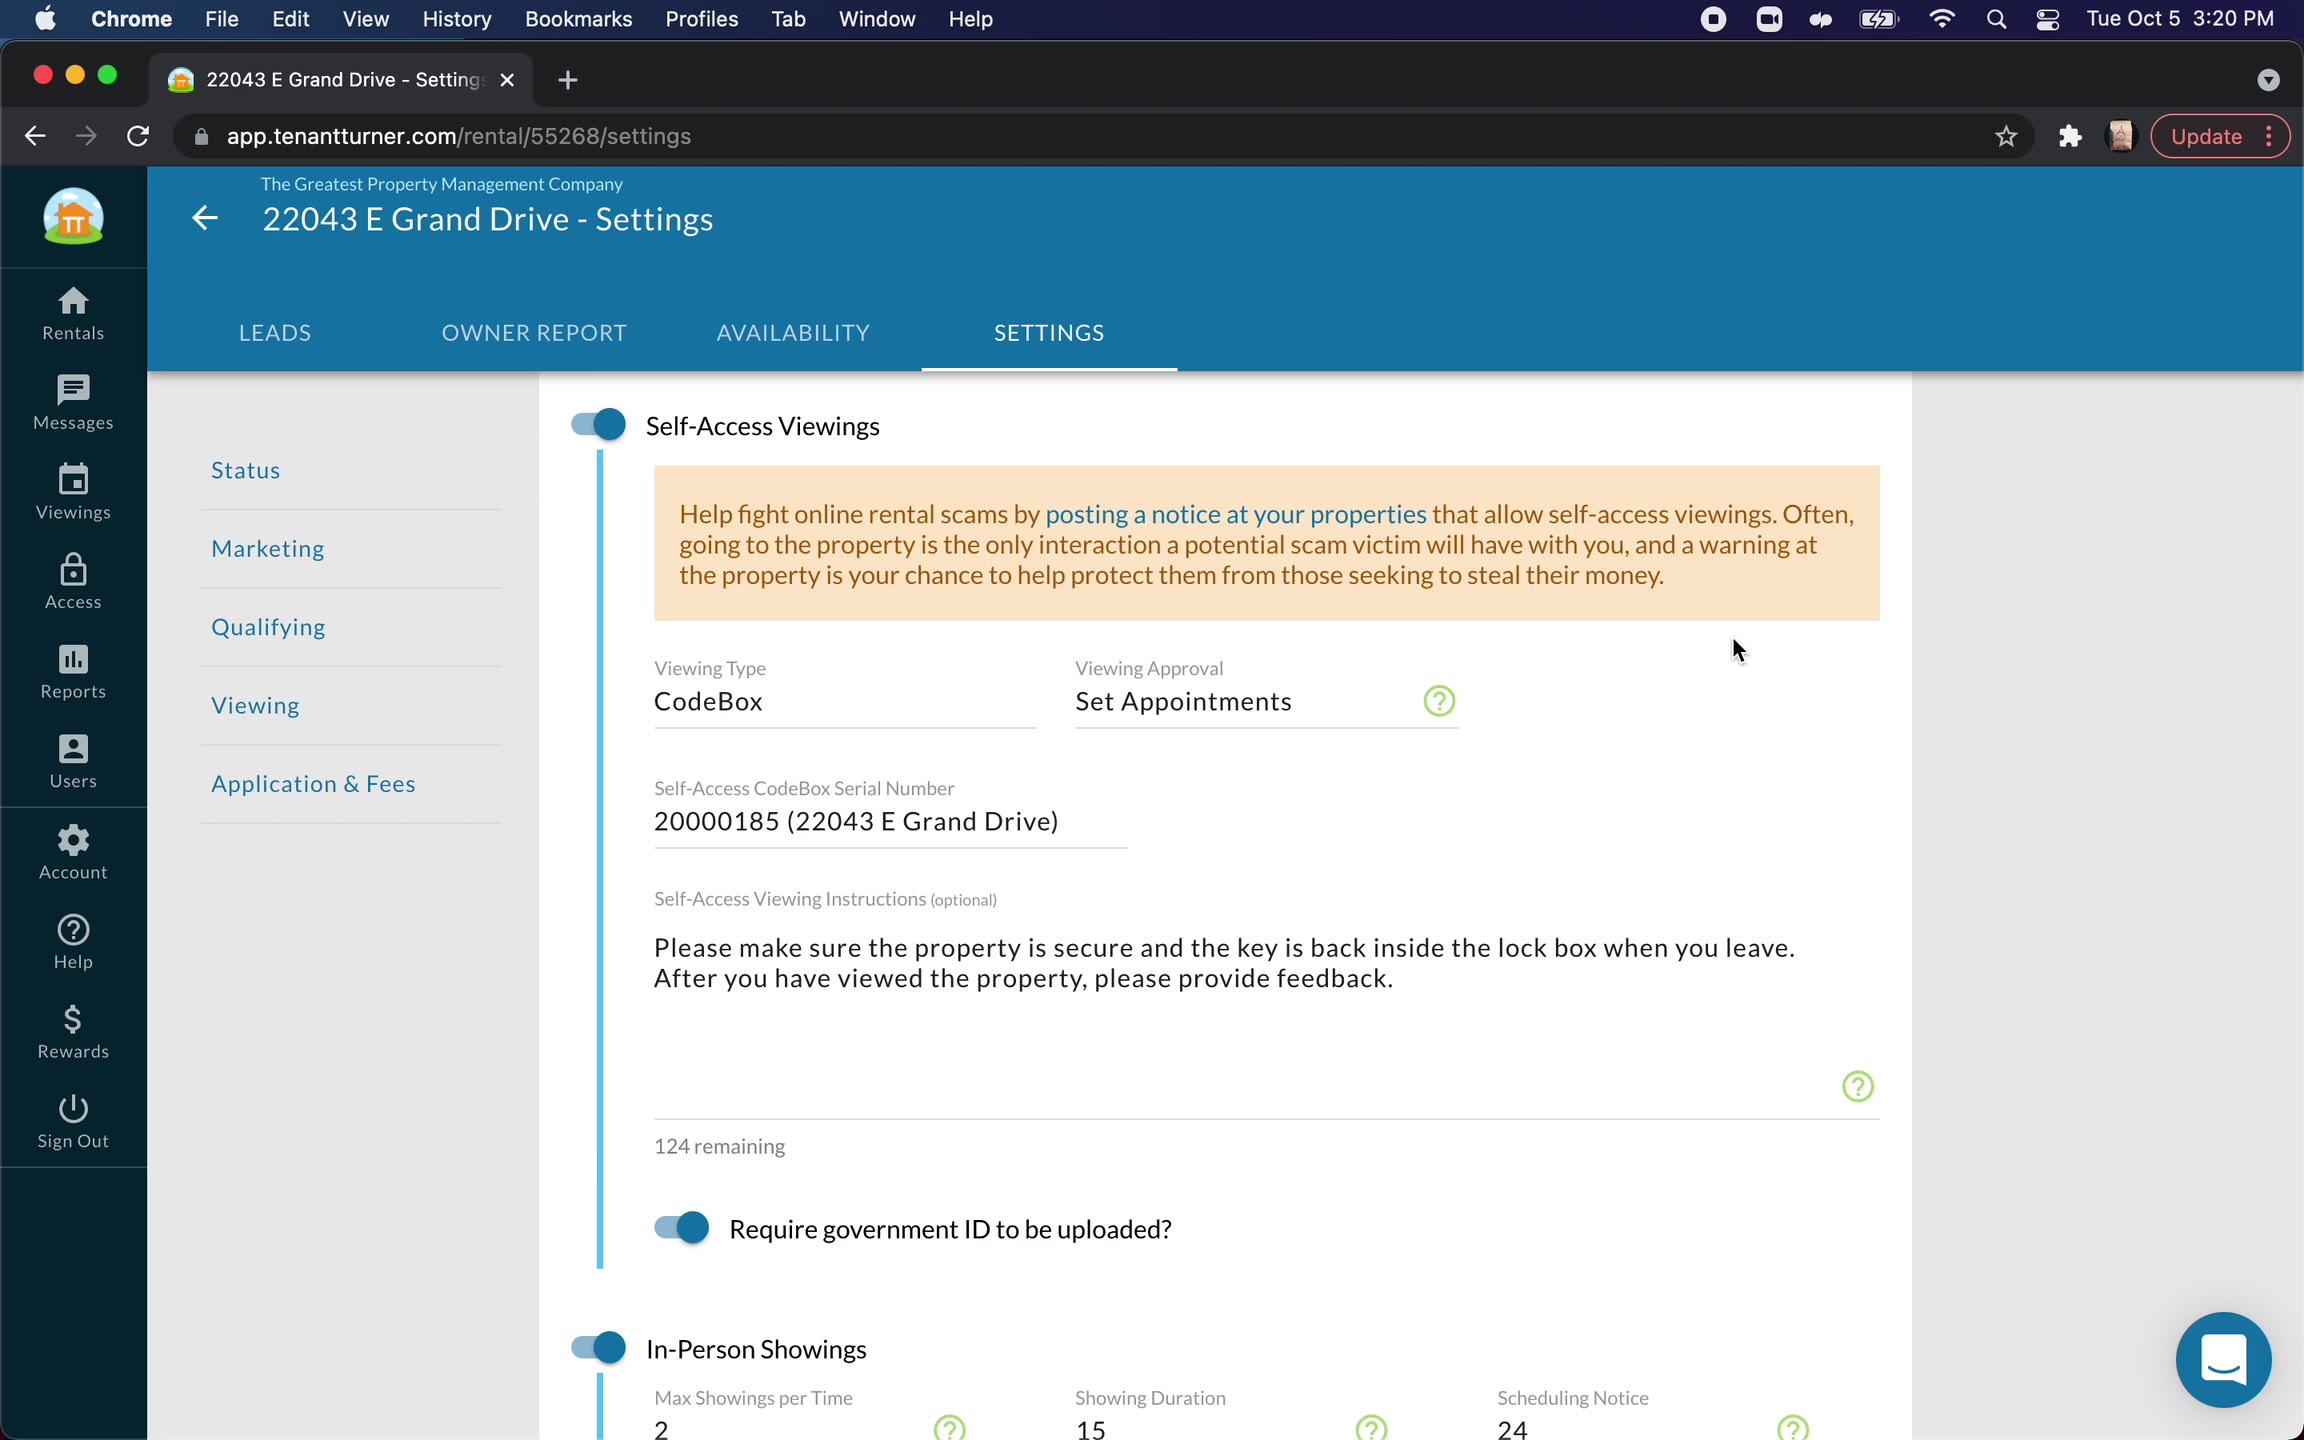 Chrome File Edit View History Bookmarks Profiles Tab Window Help Tue Oct 5 3:20 PM
22043 E Grand Drive - Settings
app.tenantturner.com/rental/55268/settings Update
The Greatest Property Management Company
22043 E Grand Drive - Settings
LEADS OWNER REPORT AVAILABILITY SETTINGS
Rentals
Messages
Viewings
Access
Reports
Users
Account
Help
Rewards
Sign Out
Status
Marketing
Qualifying
Viewing
Application & Fees
Self-Access Viewings
Help fight online rental scams by posting a notice at your properties that allow self-access viewings. Often,
going to the property is the only interaction a potential scam victim will have with you, and a warning at
the property is your chance to help protect them from those seeking to steal their money.
Viewing Type Viewing Approval
CodeBox Set Appointments
Self-Access CodeBox Serial Number
20000185 (22043 E Grand Drive)
Self-Access Viewing Instructions (optional)
Please make sure the property is secure and the key is back inside the lock box when you leave.
After you have viewed the property, please provide feedback.
124 remaining
Require government ID to be uploaded?
In-Person Showings
Max Showings per Time Showing Duration Scheduling Notice
2 15 24